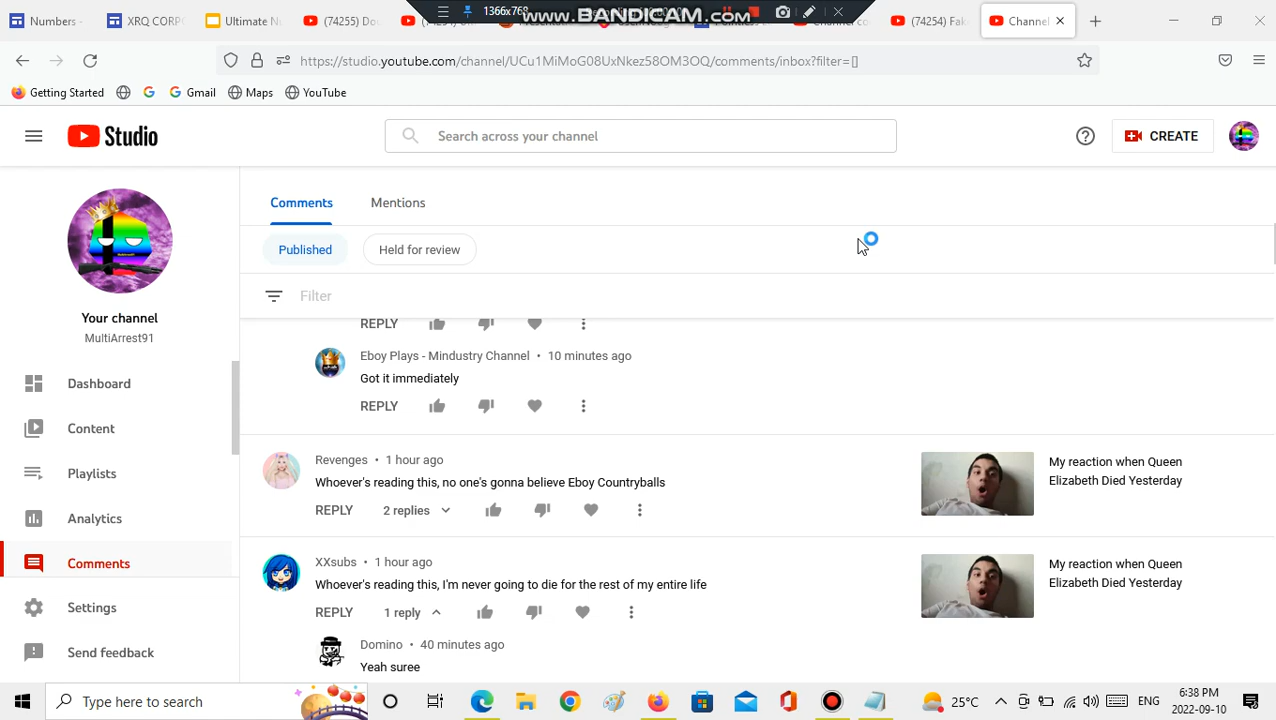 1366x768
www.BANDICAM.com
Numbers -
XRQ CORP
Ultimate Nu
(74255) Do
(74254) Fak
Channel
https://studio.youtube.com/channel/UCu1MiMoG08UxNkez58OM3OQ/comments/inbox?filter=[]
Getting Started
Gmail
Maps
YouTube
Studio
Search across your channel
CREATE
Comments
Mentions
Published
Held for review
Filter
Your channel
MultiArrest91
Dashboard
Content
Playlists
Analytics
Comments
Settings
Send feedback
REPLY
Eboy Plays - Mindustry Channel • 10 minutes ago
Got it immediately
REPLY
Revenges • 1 hour ago
Whoever's reading this, no one's gonna believe Eboy Countryballs
REPLY 2 replies
My reaction when Queen
Elizabeth Died Yesterday
XXsubs • 1 hour ago
Whoever's reading this, I'm never going to die for the rest of my entire life
REPLY 1 reply
My reaction when Queen
Elizabeth Died Yesterday
Domino • 40 minutes ago
Yeah suree
Type here to search
25°C
ENG
6:38 PM
2022-09-10